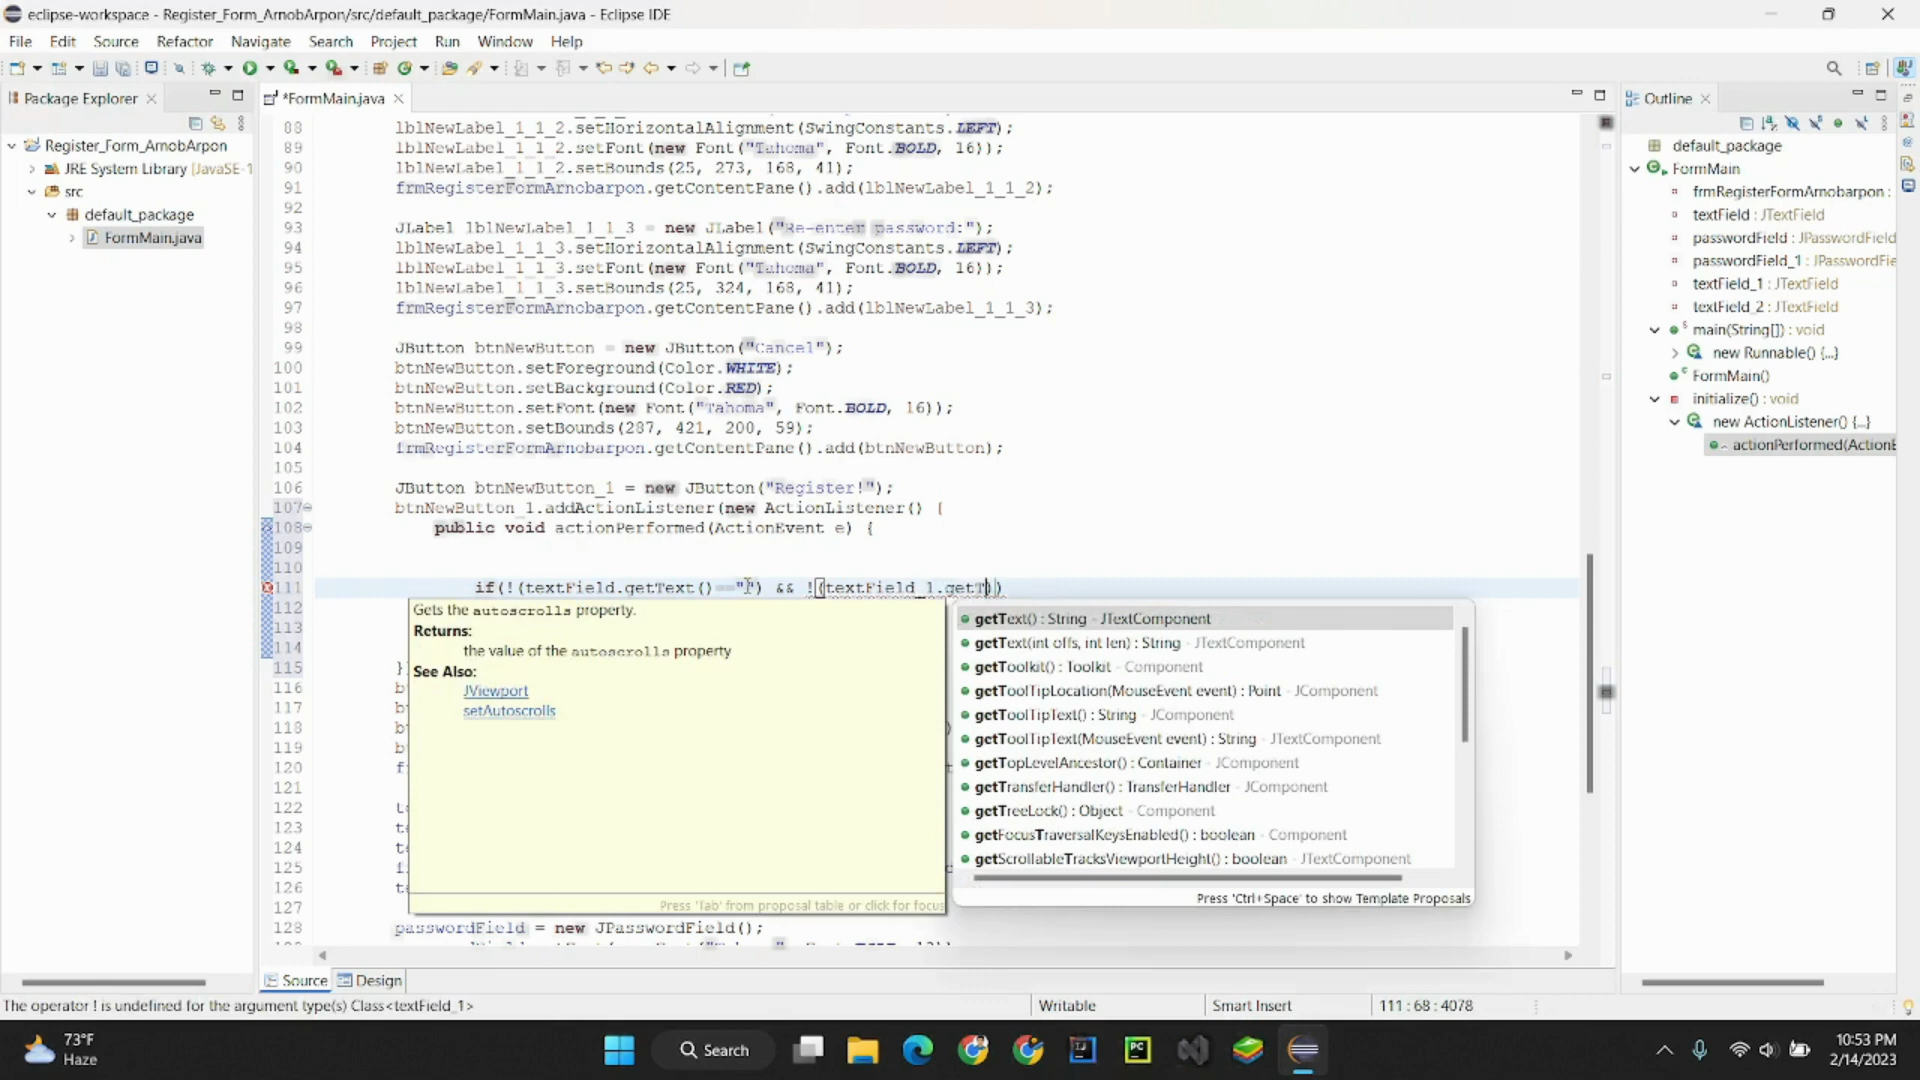 eclipse-workspace - Register_Form_ArnobArpon/src/default_package/FormMain.java - Eclipse IDE
File Edit Source Refactor Navigate Search Project Run Window Help
Package Explorer
*FormMain.java
Outline
Register_Form_ArnobArpon
JRE System Library [JavaSE-1
src
default_package
FormMain.java
88 lblNewLabel_1_1_2.setHorizontalAlignment(SwingConstants.LEFT);
89 lblNewLabel_1_1_2.setFont(new Font("Tahoma", Font.BOLD, 16));
90 lblNewLabel_1_1_2.setBounds(25, 273, 168, 41);
91 frmRegisterFormArnobarpon.getContentPane().add(lblNewLabel_1_1_2);
92
93 JLabel lblNewLabel_1_1_3 = new JLabel("Re-enter password:");
94 lblNewLabel_1_1_3.setHorizontalAlignment(SwingConstants.LEFT);
95 lblNewLabel_1_1_3.setFont(new Font("Tahoma", Font.BOLD, 16));
96 lblNewLabel_1_1_3.setBounds(25, 324, 168, 41);
97 frmRegisterFormArnobarpon.getContentPane().add(lblNewLabel_1_1_3);
98
99 JButton btnNewButton = new JButton("Cancel");
100 btnNewButton.setForeground(Color.WHITE);
101 btnNewButton.setBackground(Color.RED);
102 btnNewButton.setFont(new Font("Tahoma", Font.BOLD, 16));
103 btnNewButton.setBounds(287, 421, 200, 59);
104 frmRegisterFormArnobarpon.getContentPane().add(btnNewButton);
105
106 JButton btnNewButton_1 = new JButton("Register!");
107 btnNewButton_1.addActionListener(new ActionListener() {
108 public void actionPerformed(ActionEvent e) {
109
110
111 if(!(textField.getText()=="") && !(textField_1.getT))
112
113
114
115 }
116 b
117 b
118 b
119 b
120 f
122 te
123 te
124 te
125 f
126 te
127
128 passwordField = new JPasswordField();
Gets the autoscrolls property.
Returns:
the value of the autoscrolls property
See Also:
JViewport
setAutoscrolls
Press 'Tab' from proposal table or click for focus
getText() : String - JTextComponent
getText(int offs, int len) : String - JTextComponent
getToolkit() : Toolkit - Component
getToolTipLocation(MouseEvent event) : Point - JComponent
getToolTipText() : String - JComponent
getToolTipText(MouseEvent event) : String - JTextComponent
getTopLevelAncestor() : Container - JComponent
getTransferHandler() : TransferHandler - JComponent
getTreeLock() : Object - Component
getFocusTraversalKeysEnabled() : boolean - Component
getScrollableTracksViewportHeight() : boolean - JTextComponent
Press 'Ctrl+Space' to show Template Proposals
default_package
FormMain
frmRegisterFormArnobarpon :
textField : JTextField
passwordField : JPasswordField
passwordField_1 : JPasswordFie
textField_1 : JTextField
textField_2 : JTextField
main(String[]) : void
new Runnable() {...}
FormMain()
initialize() : void
new ActionListener() {...}
actionPerformed(ActionE
Source Design
The operator ! is undefined for the argument type(s) Class<textField_1>
Writable
Smart Insert
111 : 68 : 4078
73°F
Haze
Search
10:53 PM
2/14/2023